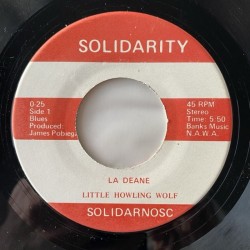 SOLIDARITY
0-25
Side 1
Blues
Produced:
James Pobiega
45 RPM
Stereo
Time: 5:50
Banks Music
N.A.W.A.
LA DEANE
LITTLE HOWLING WOLF
SOLIDARNOSC